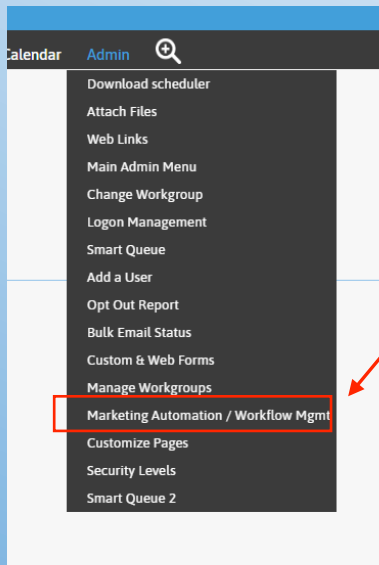 Calendar Admin
Download scheduler
Attach Files
Web Links
Main Admin Menu
Change Workgroup
Logon Management
Smart Queue
Add a User
Opt Out Report
Bulk Email Status
Custom & Web Forms
Manage Workgroups
Marketing Automation / Workflow Mgmt
Customize Pages
Security Levels
Smart Queue 2